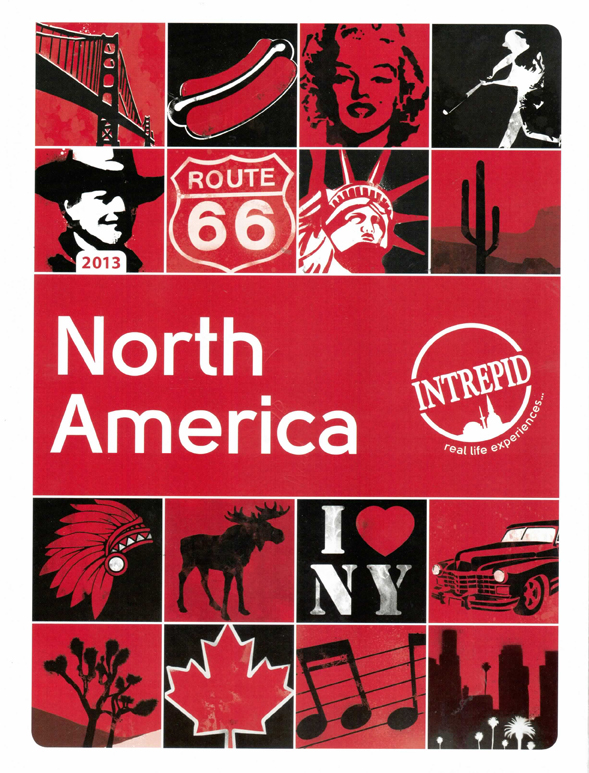 ROUTE
66
2013
North
America
INTREPID
real life experiences...
I
NY